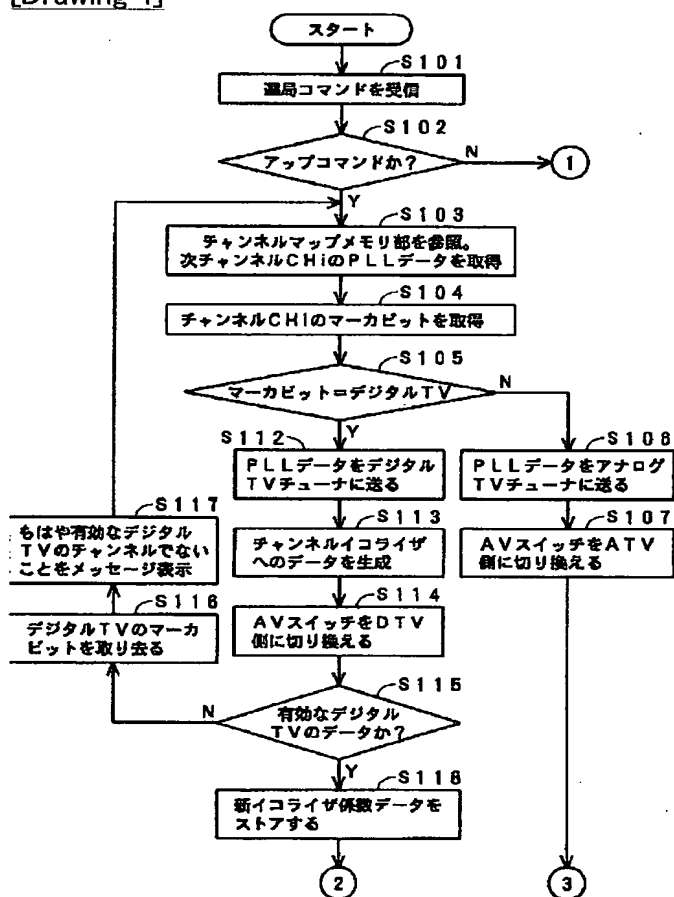 [Drawing
スタート
S101
選局コマンドを受信
S102
アップコマンドか？
N
1
Y
S103
チャンネルマップメモリ部を参照。
次チャンネルCHiのPLLデータを取得
S104
チャンネルCHiのマーカビットを取得
S105
マーカビット＝デジタルTV
N
Y
S112
PLLデータをデジタル
TVチューナに送る
S106
PLLデータをアナログ
TVチューナに送る
S117
もはや有効なデジタル
TVのチャンネルでない
ことをメッセージ表示
S113
チャンネルイコライザ
へのデータを生成
S107
AVスイッチをATV
側に切り換える
S116
デジタルTVのマーカ
ビットを取り去る
S114
AVスイッチをDTV
側に切り換える
S115
有効なデジタル
TVのデータか？
N
Y
S118
新イコライザ係数データを
ストアする
2
3